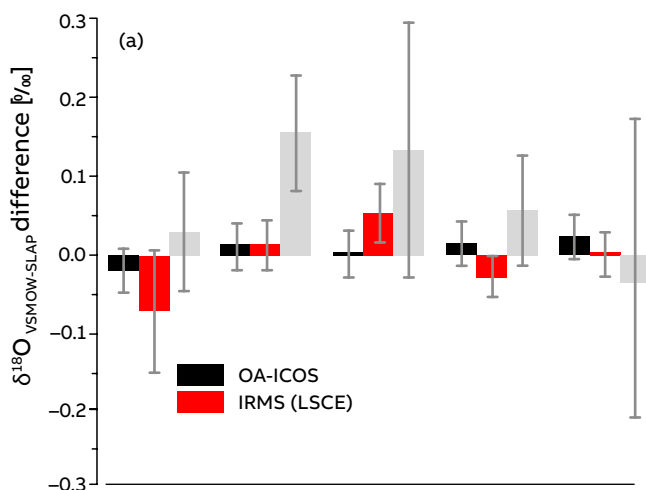 (a)
δ¹⁸O VSMOW-SLAP difference [‰]
0.3
0.2
0.1
0.0
−0.1
−0.2
−0.3
OA-ICOS
IRMS (LSCE)